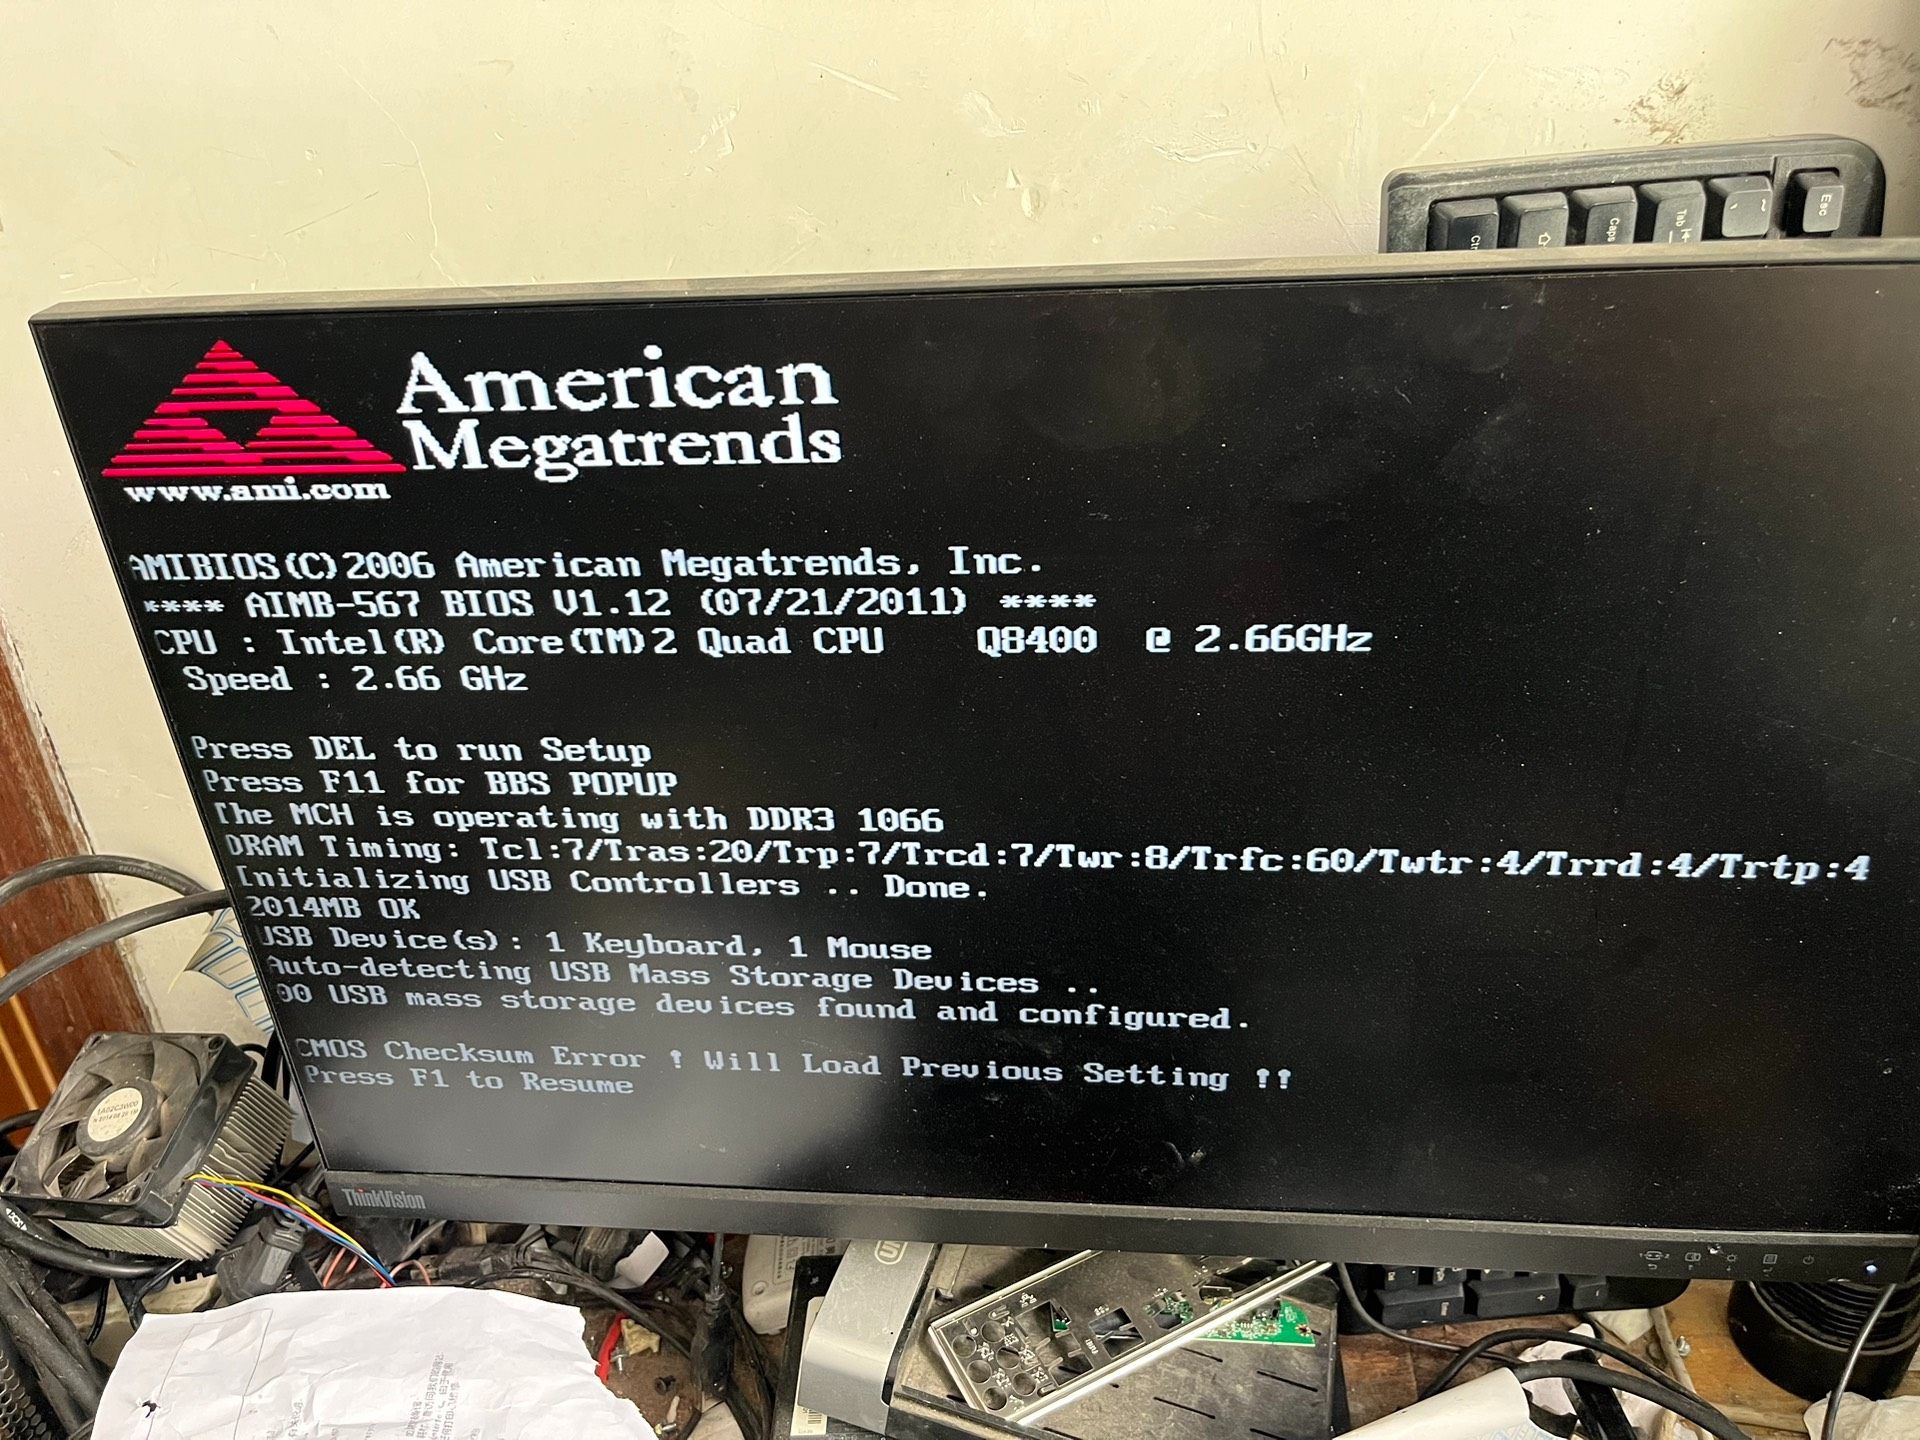 American
Megatrends
www.ami.com
AMIBIOS(C)2006 American Megatrends, Inc.
**** AIMB-567 BIOS V1.12 (07/21/2011) ****
CPU : Intel(R) Core(TM)2 Quad CPU Q8400 @ 2.66GHz
Speed : 2.66 GHz
Press DEL to run Setup
Press F11 for BBS POPUP
The MCH is operating with DDR3 1066
DRAM Timing: Tcl:7/Tras:20/Trp:7/Trcd:7/Twr:8/Trfc:60/Twtr:4/Trrd:4/Trtp:4
Initializing USB Controllers .. Done.
2014MB OK
USB Device(s): 1 Keyboard, 1 Mouse
Auto-detecting USB Mass Storage Devices ..
00 USB mass storage devices found and configured.
CMOS Checksum Error ! Will Load Previous Setting !!
Press F1 to Resume
ThinkVision
Esc
Tab
Caps